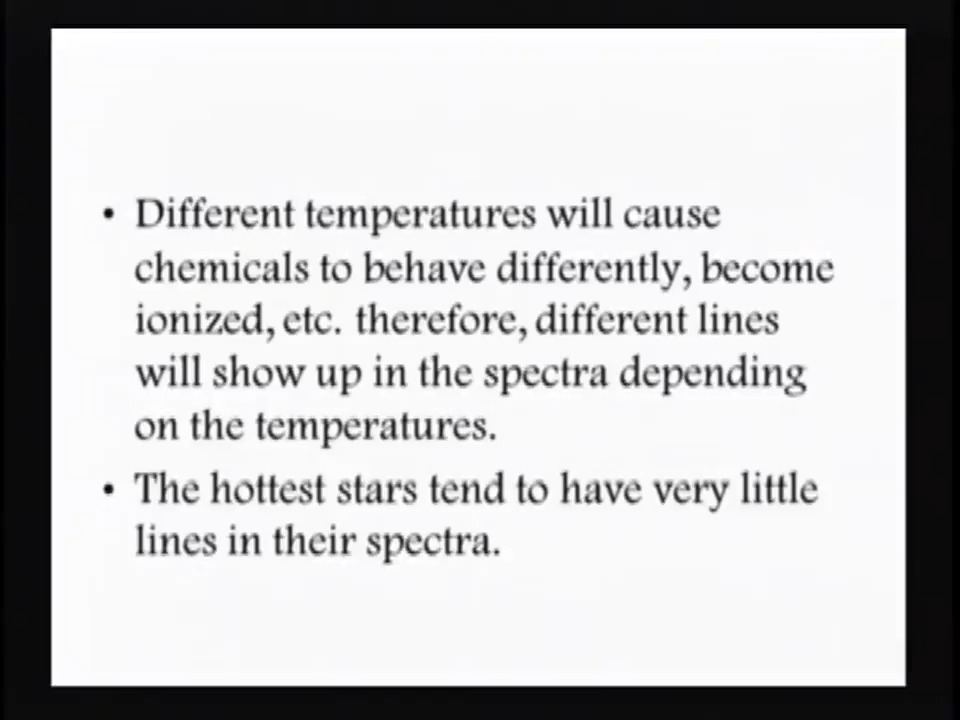 • Different temperatures will cause
chemicals to behave differently, become
ionized, etc. therefore, different lines
will show up in the spectra depending
on the temperatures.
• The hottest stars tend to have very little
lines in their spectra.